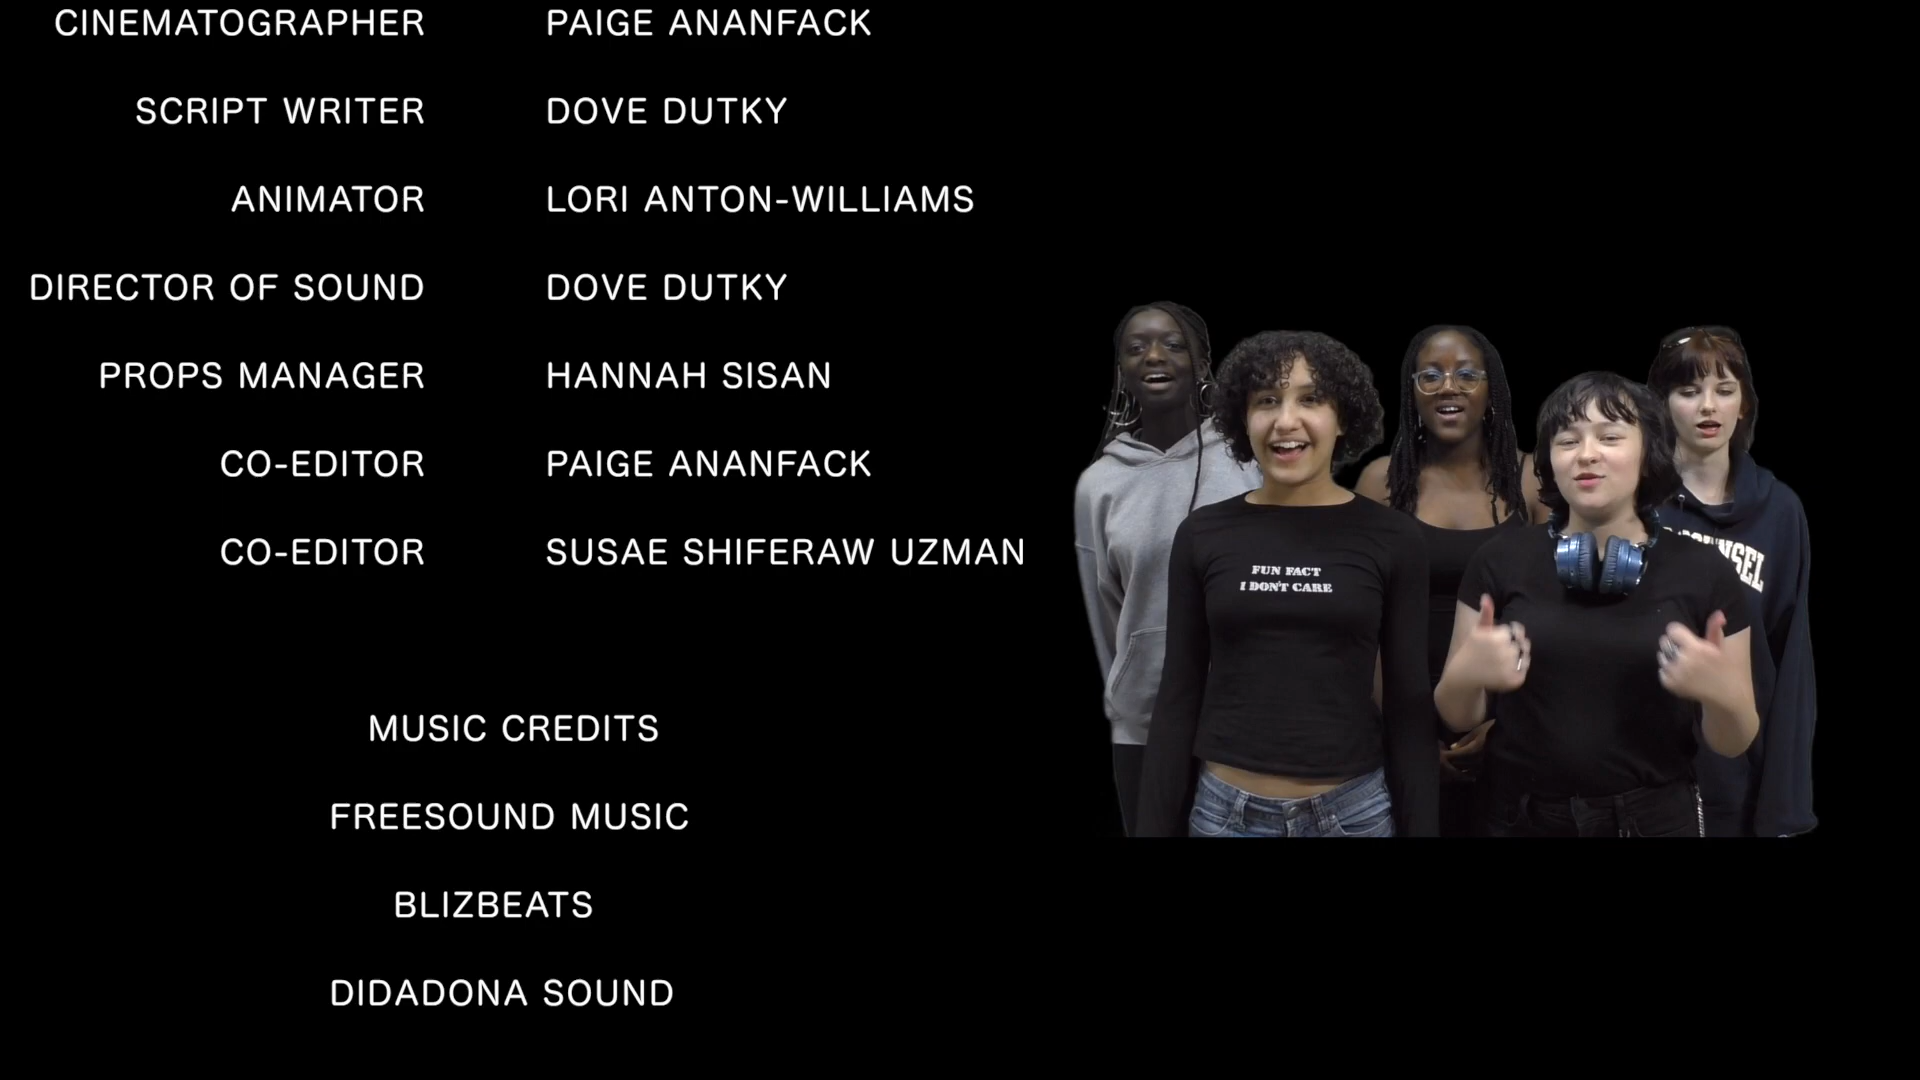 CINEMATOGRAPHER PAIGE ANANFACK
SCRIPT WRITER DOVE DUTKY
ANIMATOR LORI ANTON-WILLIAMS
DIRECTOR OF SOUND DOVE DUTKY
PROPS MANAGER HANNAH SISAN
CO-EDITOR PAIGE ANANFACK
CO-EDITOR SUSAE SHIFERAW UZMAN
MUSIC CREDITS
FREESOUND MUSIC
BLIZBEATS
DIDADONA SOUND
FUN FACT
I DON'T CARE